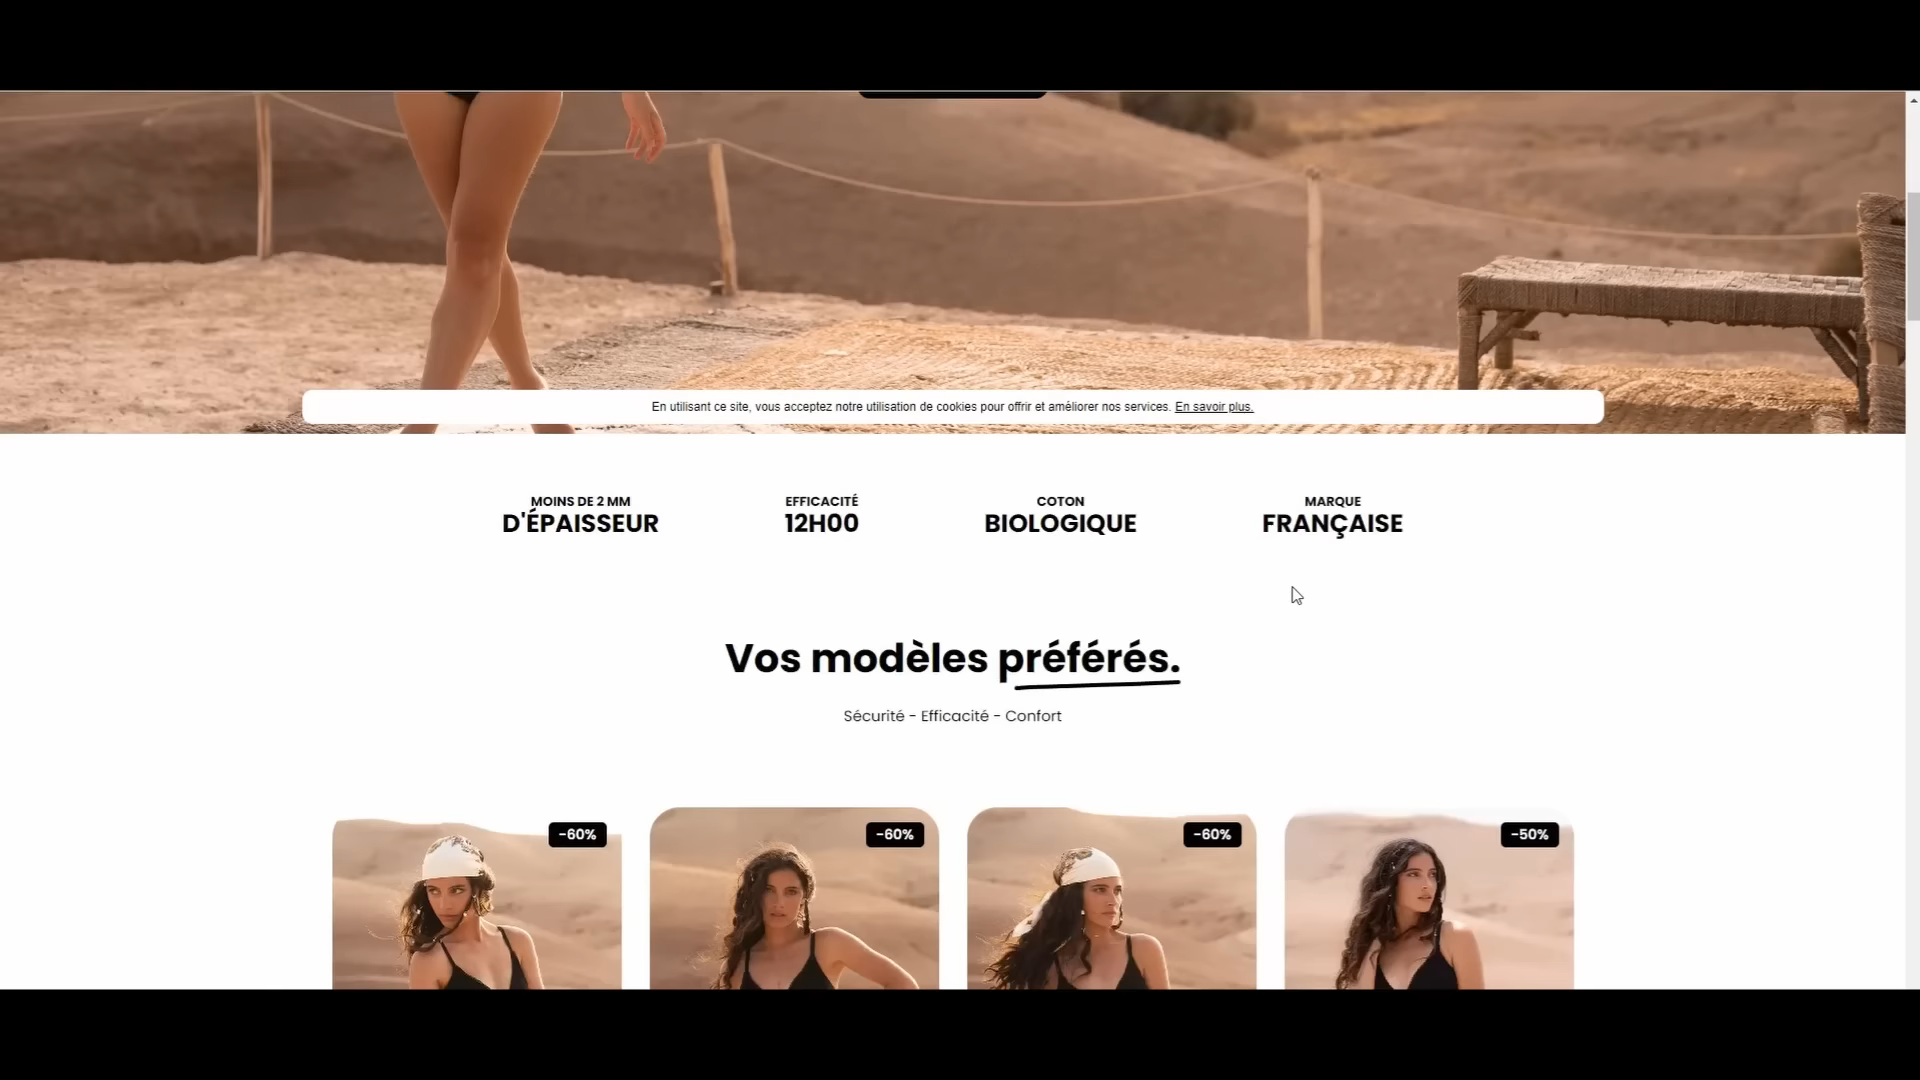 En utilisant ce site, vous acceptez notre utilisation de cookies pour offrir et améliorer nos services. En savoir plus.
MOINS DE 2 MM
D'ÉPAISSEUR
EFFICACITÉ
12H00
COTON
BIOLOGIQUE
MARQUE
FRANÇAISE
Vos modèles préférés.
Sécurité - Efficacité - Confort
-60%
-60%
-60%
-50%